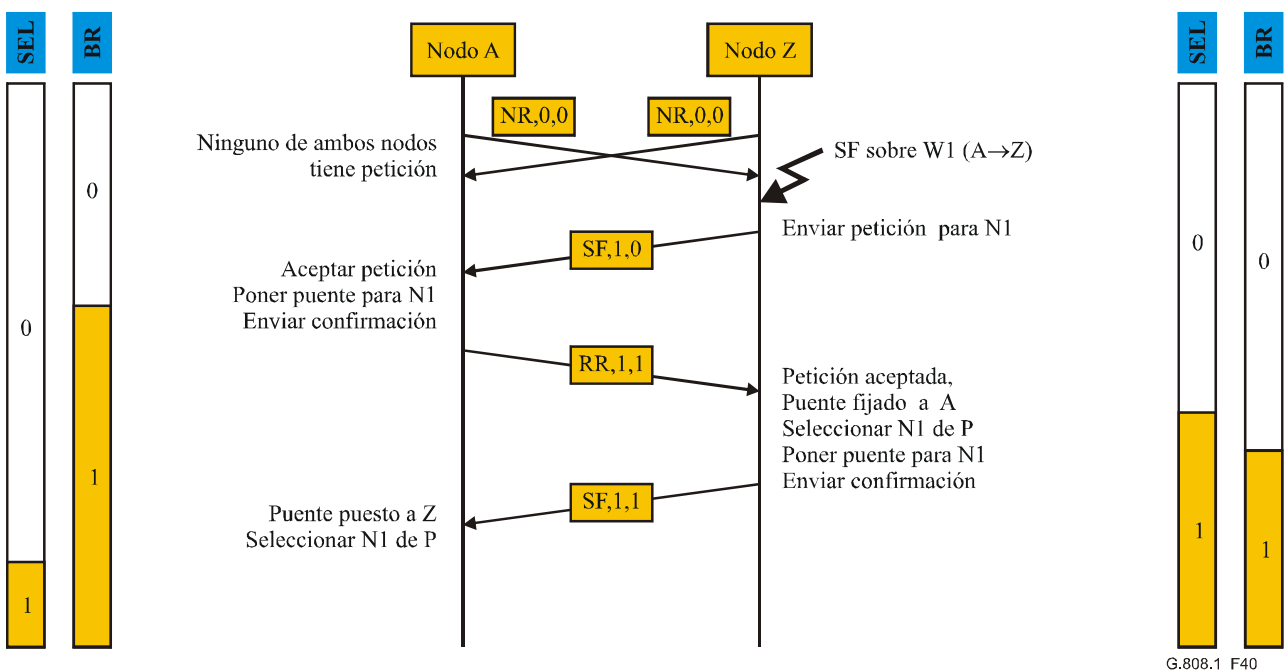 SEL
BR
Nodo A
Nodo Z
SEL
BR
NR,0,0
NR,0,0
Ninguno de ambos nodos
tiene petición
SF sobre W1 (A→Z)
0
Enviar petición para N1
SF,1,0
0
0
Aceptar petición
Poner puente para N1
Enviar confirmación
0
RR,1,1
Petición aceptada,
Puente fijado a A
Seleccionar N1 de P
Poner puente para N1
Enviar confirmación
1
SF,1,1
Puente puesto a Z
Seleccionar N1 de P
1
1
1
G.808.1_F40